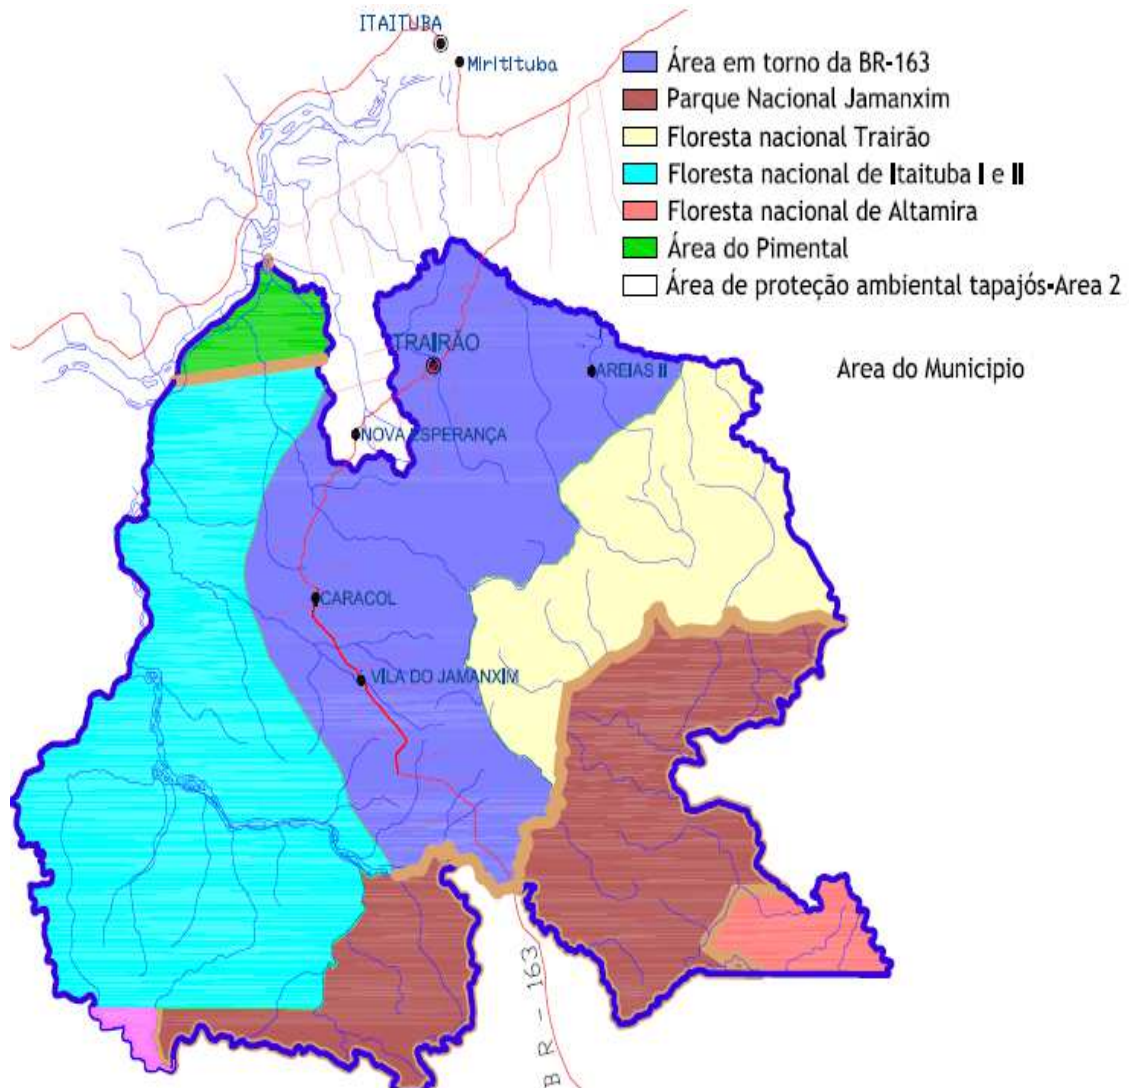 ITAITUBA
Miritituba
Área em torno da BR-163
Parque Nacional Jamanxim
Floresta nacional Trairão
Floresta nacional de Itaituba I e II
Floresta nacional de Altamira
Área do Pimental
Área de proteção ambiental tapajós-Area 2
Area do Municipio
TRAIRÃO
AREIAS II
NOVA ESPERANÇA
CARACOL
VILA DO JAMANXIM
BR - 163